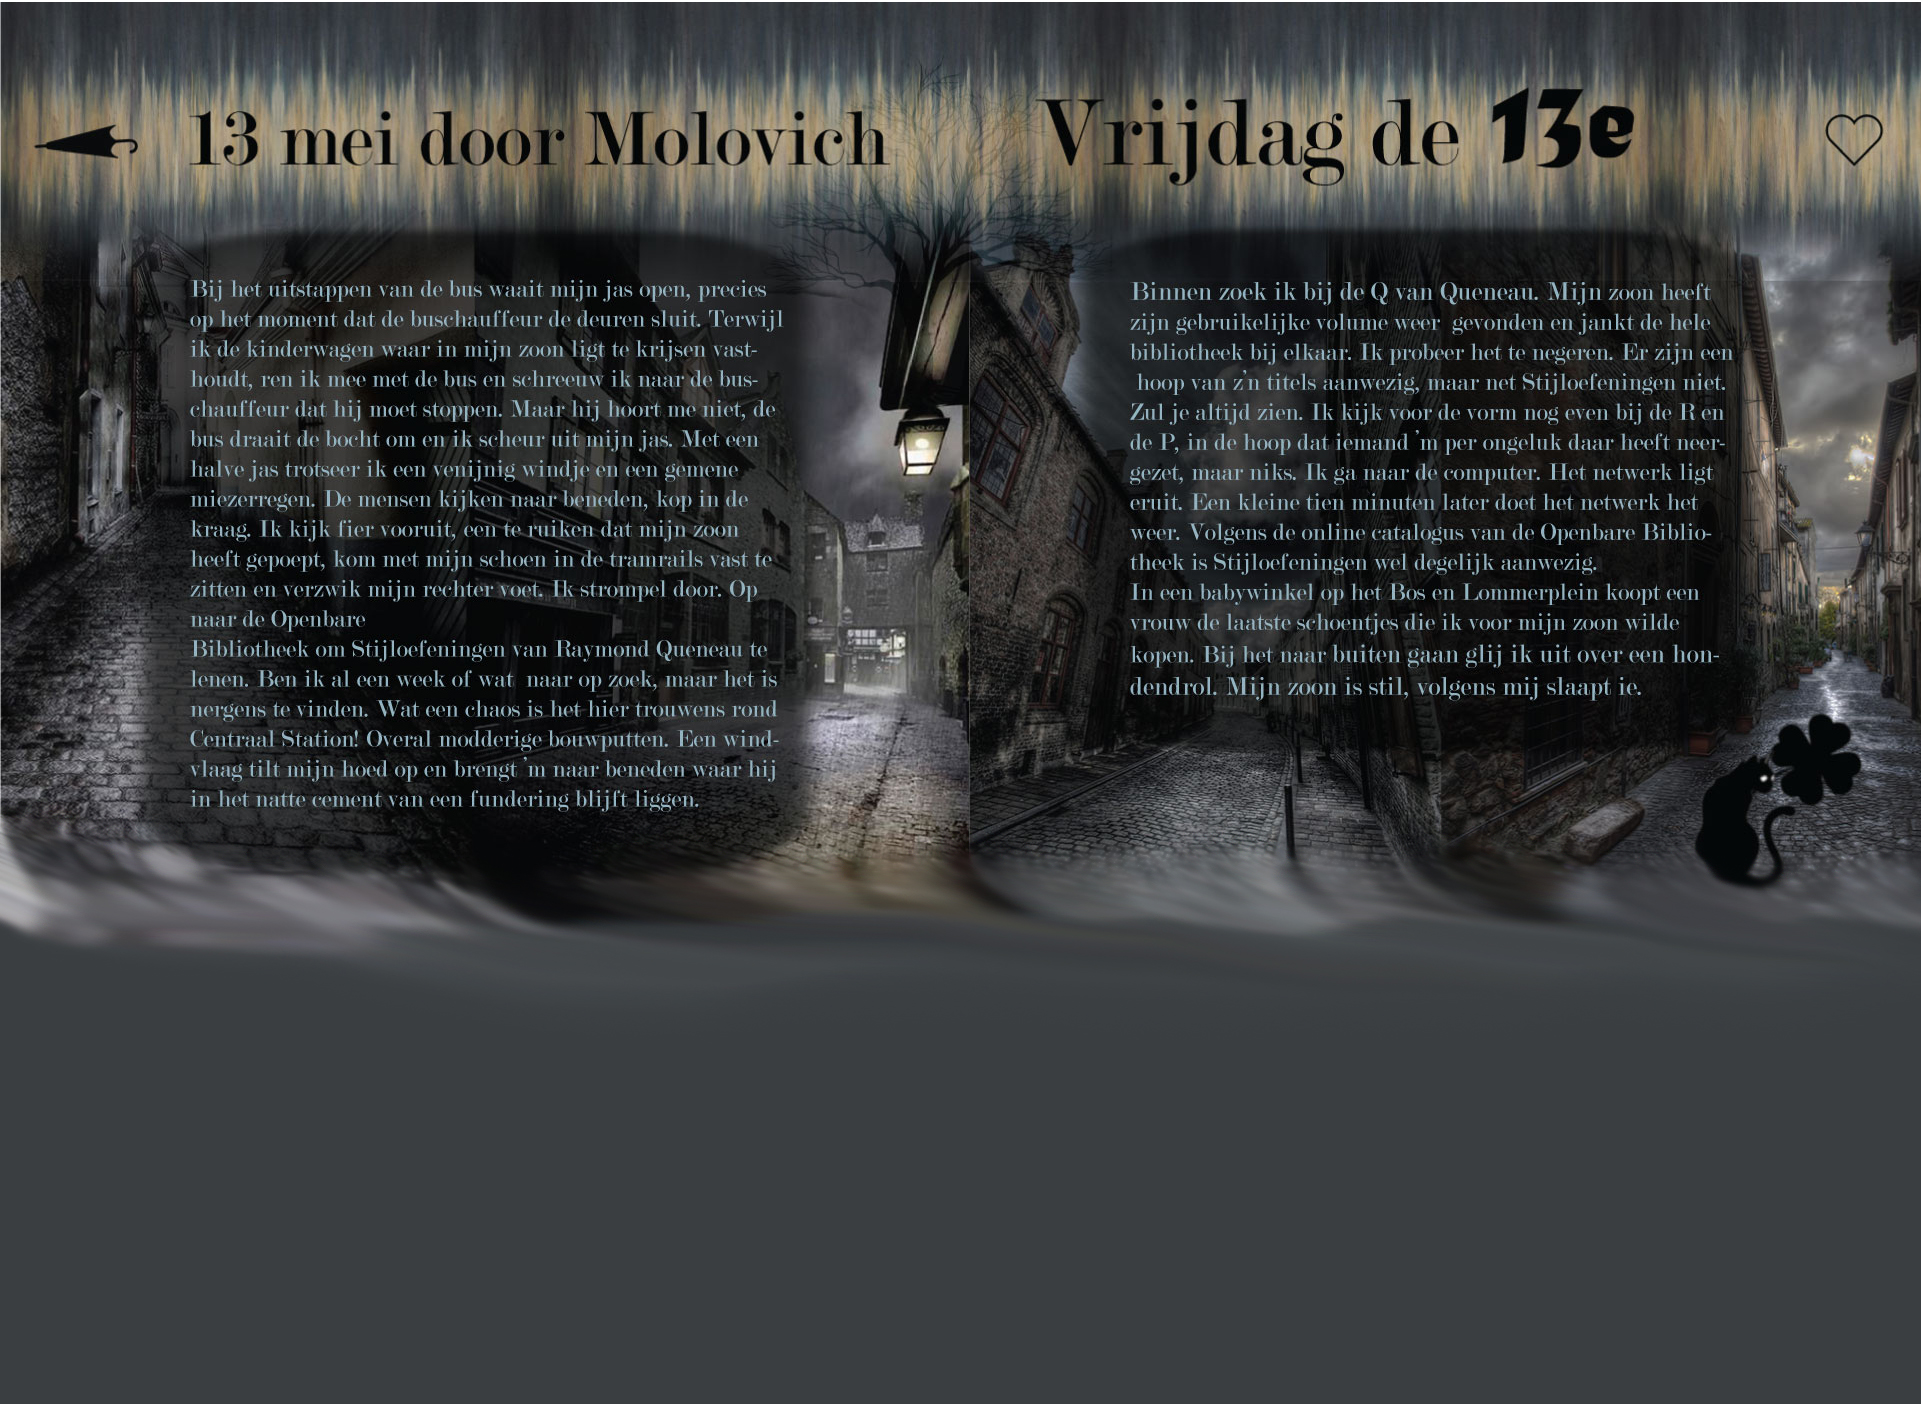 13 mei door Molovich
Bij het uitstappen van de bus waait mijn jas open, precies
op het moment dat de buschauffeur de deuren sluit. Terwijl
ik de kinderwagen waar in mijn zoon ligt te krijsen vast-
houdt, ren ik mee met de bus en schreeuw ik naar de bus-
chauffeur dat hij moet stoppen. Maar hij hoort me niet, de
bus draait de bocht om en ik scheur uit mijn jas. Met een
halve jas trotseer ik een venijnig windje en een gemene
miezerregen. De mensen kijken naar beneden, kop in de
kraag. Ik kijk fier vooruit, een te ruiken dat mijn zoon
heeft gepoept, kom met mijn schoen in de tramrails vast te
zitten en verzwik mijn rechter voet. Ik strompel door. Op
naar de Openbare
Bibliotheek om Stijloefeningen van Raymond Queneau te
lenen. Ben ik al een week of wat  naar op zoek, maar het is
nergens te vinden. Wat een chaos is het hier trouwens rond
Centraal Station! Overal modderige bouwputten. Een wind-
vlaag tilt mijn hoed op en brengt 'm naar beneden waar hij
in het natte cement van een fundering blijft liggen.
Vrijdag de 13e
Binnen zoek ik bij de Q van Queneau. Mijn zoon heeft
zijn gebruikelijke volume weer  gevonden en jankt de hele
bibliotheek bij elkaar. Ik probeer het te negeren. Er zijn een
hoop van z'n titels aanwezig, maar net Stijloefeningen niet.
Zul je altijd zien. Ik kijk voor de vorm nog even bij de R en
de P, in de hoop dat iemand 'm per ongeluk daar heeft neer-
gezet, maar niks. Ik ga naar de computer. Het netwerk ligt
eruit. Een kleine tien minuten later doet het netwerk het
weer. Volgens de online catalogus van de Openbare Biblio-
theek is Stijloefeningen wel degelijk aanwezig.
In een babywinkel op het Bos en Lommerplein koopt een
vrouw de laatste schoentjes die ik voor mijn zoon wilde
kopen. Bij het naar buiten gaan glij ik uit over een hon-
dendrol. Mijn zoon is stil, volgens mij slaapt ie.